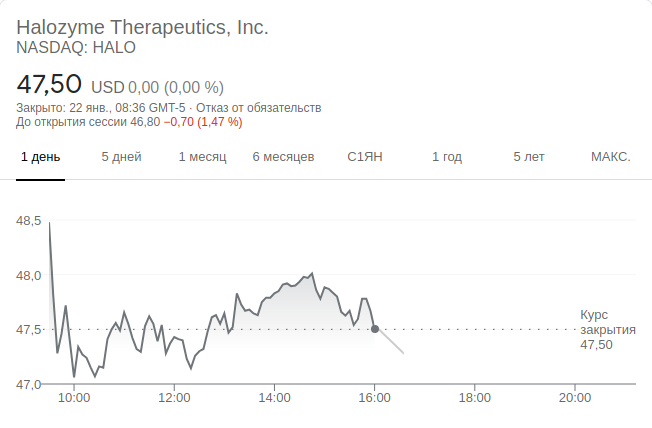 Halozyme Therapeutics, Inc.
NASDAQ: HALO
47,50 USD 0,00 (0,00 %)
Закрыто: 22 янв., 08:36 GMT-5 · Отказ от обязательств
До открытия сессии 46,80 −0,70 (1,47 %)
1 день 5 дней 1 месяц 6 месяцев С1ЯН 1 год 5 лет МАКС.
48,5
48,0
47,5
47,0
Курс
закрытия
47,50
10:00 12:00 14:00 16:00 18:00 20:00